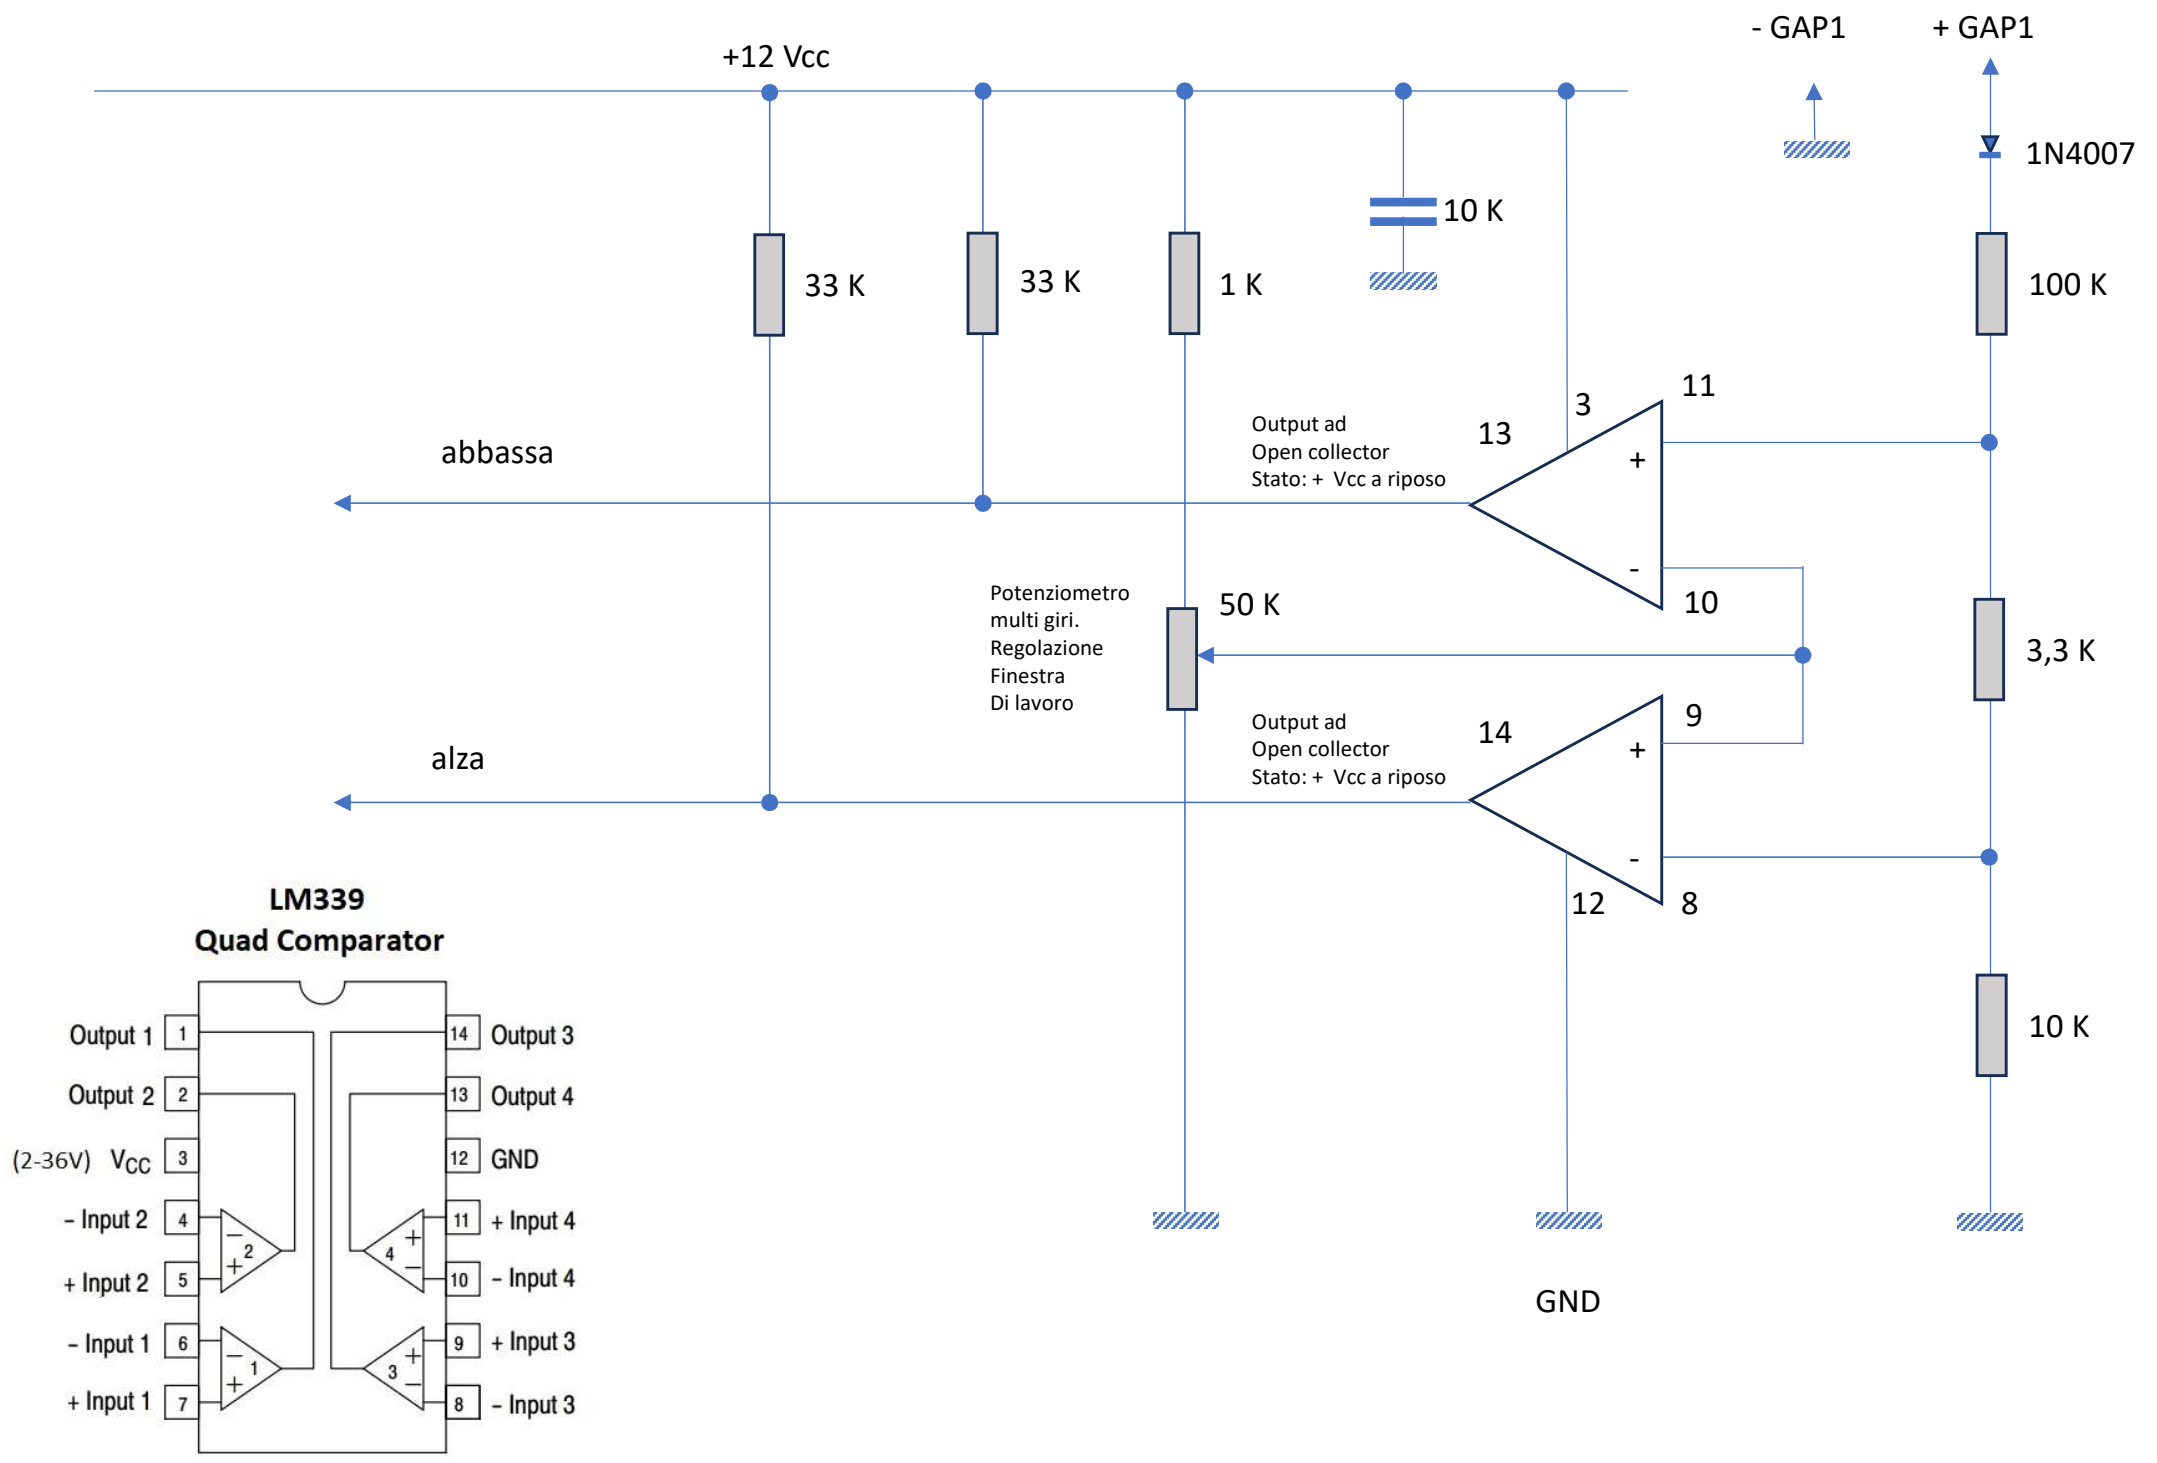 - GAP1
+ GAP1
+12 Vcc
1N4007
10 K
33 K
33 K
1 K
100 K
11
3
13
Output ad
Open collector
Stato: + Vcc a riposo
abbassa
+
-
10
Potenziometro
multi giri.
Regolazione
Finestra
Di lavoro
50 K
3,3 K
9
14
Output ad
Open collector
Stato: + Vcc a riposo
alza
+
-
12
8
10 K
GND
LM339
Quad Comparator
Output 1 1
14 Output 3
Output 2 2
13 Output 4
(2-36V) VCC 3
12 GND
– Input 2 4
11 + Input 4
+ Input 2 5
10 – Input 4
– Input 1 6
9 + Input 3
+ Input 1 7
8 – Input 3
–
+
2
+
–
4
–
+
1
+
–
3